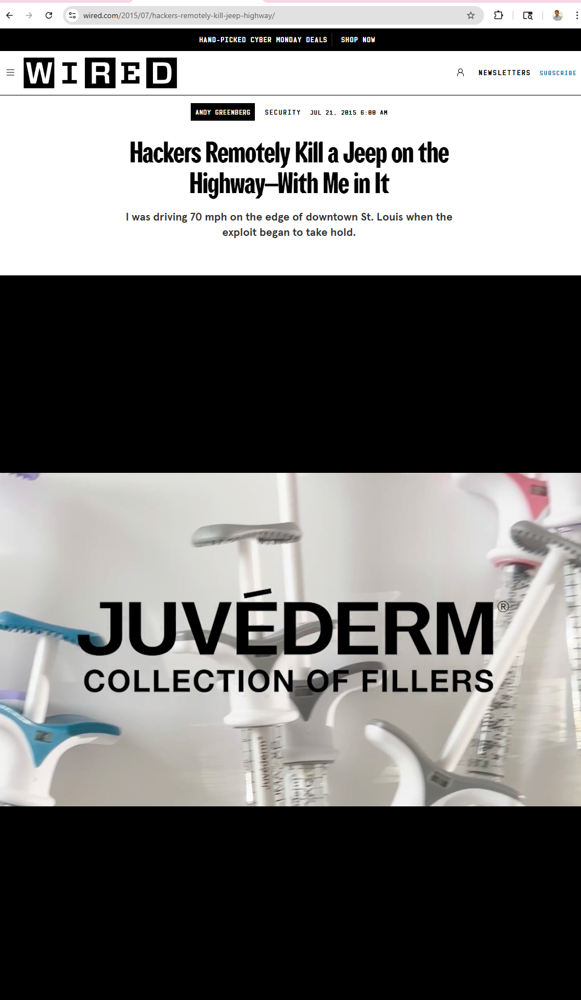 wired.com/2015/07/hackers-remotely-kill-jeep-highway/
HAND-PICKED CYBER MONDAY DEALS SHOP NOW
WIRED
NEWSLETTERS SUBSCRIBE
ANDY GREENBERG SECURITY JUL 21, 2015 6:00 AM
Hackers Remotely Kill a Jeep on the
Highway—With Me in It
I was driving 70 mph on the edge of downtown St. Louis when the
exploit began to take hold.
JUVÉDERM®
COLLECTION OF FILLERS
juvéderm